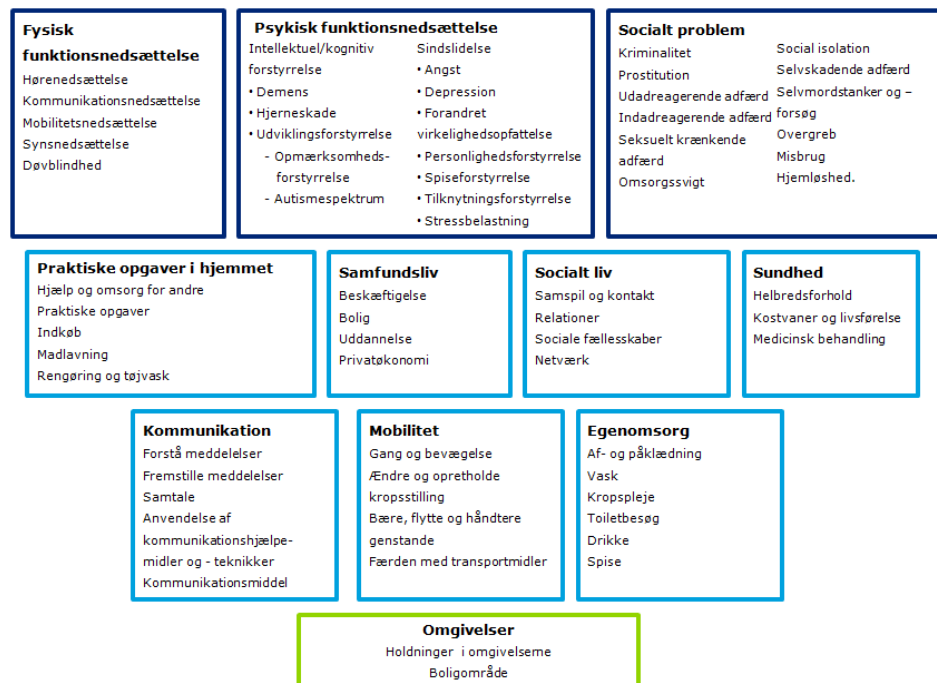 Fysisk
funktionsnedsættelse
Hørenedsættelse
Kommunikationsnedsættelse
Mobilitetsnedsættelse
Synsnedsættelse
Døvblindhed
Psykisk funktionsnedsættelse
Intellektuel/kognitiv
forstyrrelse
• Demens
• Hjerneskade
• Udviklingsforstyrrelse
- Opmærksomheds-
forstyrrelse
- Autismespektrum
Sindslidelse
• Angst
• Depression
• Forandret
virkelighedsopfattelse
• Personlighedsforstyrrelse
• Spiseforstyrrelse
• Tilknytningsforstyrrelse
• Stressbelastning
Socialt problem
Kriminalitet
Prostitution
Udadreagerende adfærd
Indadreagerende adfærd
Seksuelt krænkende
adfærd
Omsorgssvigt
Social isolation
Selvskadende adfærd
Selvmordstanker og –
forsøg
Overgreb
Misbrug
Hjemløshed.
Praktiske opgaver i hjemmet
Hjælp og omsorg for andre
Praktiske opgaver
Indkøb
Madlavning
Rengøring og tøjvask
Samfundsliv
Beskæftigelse
Bolig
Uddannelse
Privatøkonomi
Socialt liv
Samspil og kontakt
Relationer
Sociale fællesskaber
Netværk
Sundhed
Helbredsforhold
Kostvaner og livsførelse
Medicinsk behandling
Kommunikation
Forstå meddelelser
Fremstille meddelelser
Samtale
Anvendelse af
kommunikationshjælpe-
midler og - teknikker
Kommunikationsmiddel
Mobilitet
Gang og bevægelse
Ændre og opretholde
kropsstilling
Bære, flytte og håndtere
genstande
Færden med transportmidler
Egenomsorg
Af- og påklædning
Vask
Kropspleje
Toiletbesøg
Drikke
Spise
Omgivelser
Holdninger i omgivelserne
Boligområde